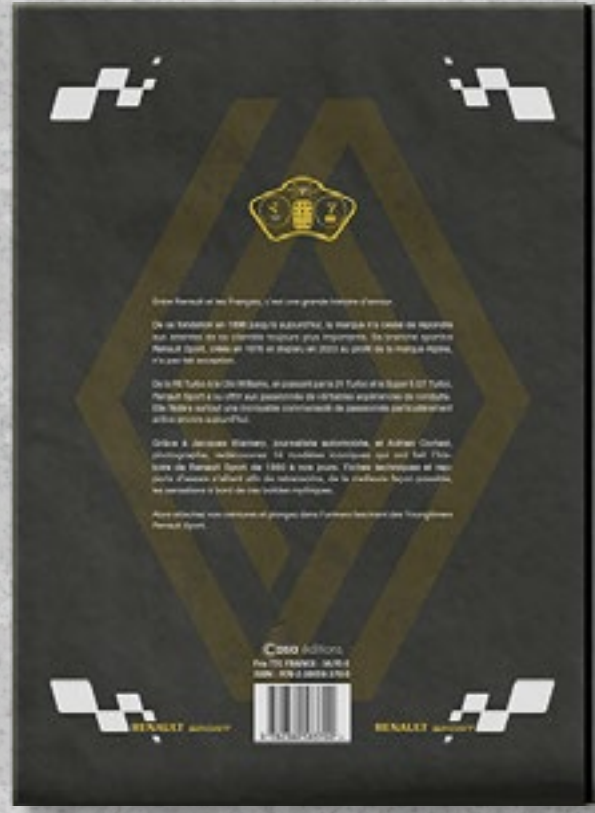 Entre Renault et les Français, c'est une grande histoire d'amour.
De sa fondation en 1898 jusqu'à aujourd'hui, la marque n'a cessé de répondre
aux attentes de sa clientèle toujours plus importante. Sa branche sportive
Renault Sport, créée en 1976 et disparu en 2023 au profit de la marque Alpine,
n'a pas fait exception.
De la R5 Turbo à la Clio Williams, en passant par la 21 Turbo et la Super 5 GT Turbo,
Renault Sport a su offrir aux passionnés de véritables expériences de conduite.
Elle fédère surtout une incroyable communauté de passionnés particulièrement
active encore aujourd'hui.
Grâce à Jacques, journaliste automobile, et Adrien
photographe, redécouvrez 14 modèles iconiques qui ont fait l'his-
toire de Renault Sport de 1980 à nos jours. Fiches techniques et rap-
ports d'essais s'allient afin de retranscrire, de la meilleure façon possible,
les sensations à bord de ces bolides mythiques.
Alors attachez vos ceintures et plongez dans l'univers fascinant des Youngtimers
Renault Sport.
éditions
Prix TTC FRANCE :
ISBN :
RENAULT SPORT
RENAULT SPORT